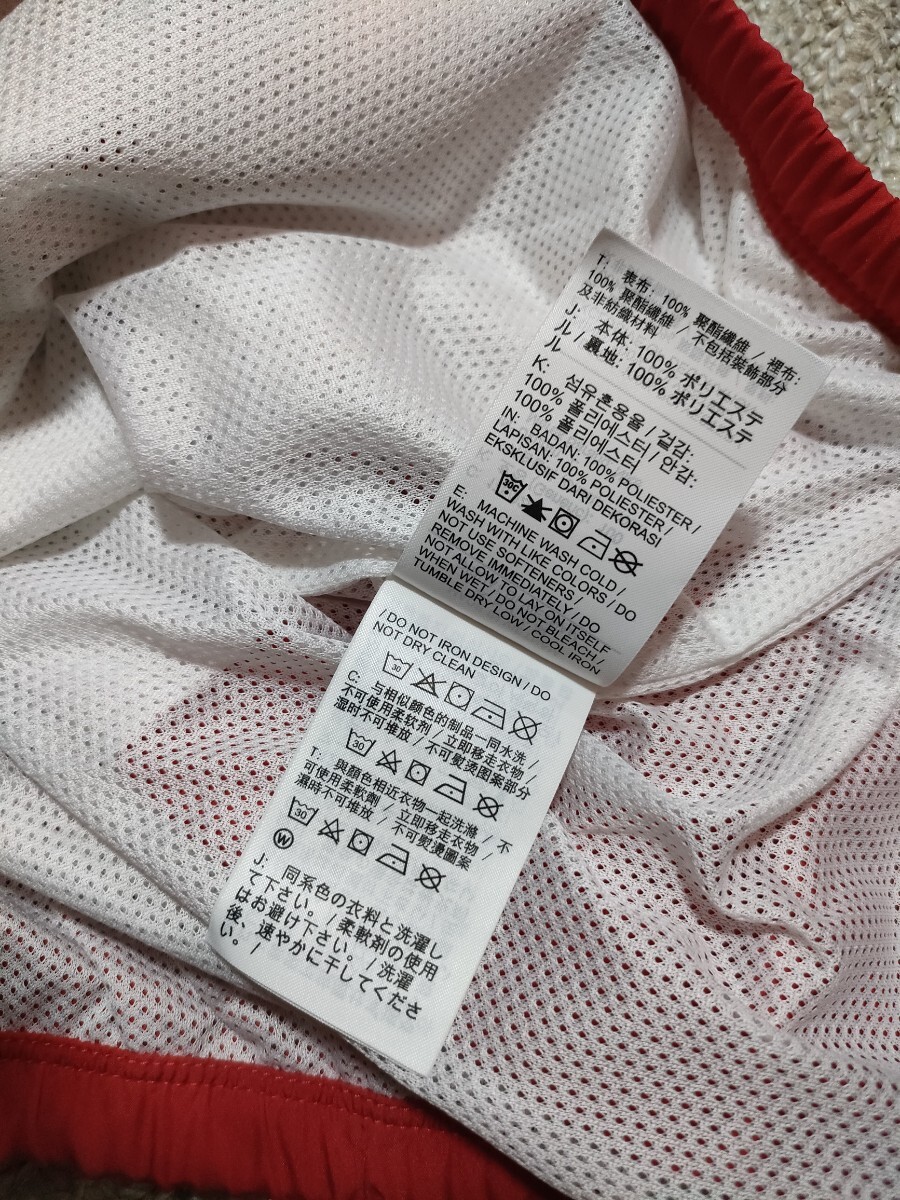 T: 表布: 100% 聚酯纖維 / 裡布:
100% 聚酯纖維 / 不包括裝飾部分
及非紡織材料
J: 本体: 100% ポリエステ
ル / 裏地: 100% ポリエステ
ル
K: 섬유혼용율 / 겉감:
100% 폴리에스터 / 안감:
100% 폴리에스터
IN: BADAN: 100% POLIESTER /
LAPISAN: 100% POLIESTER /
EKSKLUSIF DARI DEKORASI
30C
E: MACHINE WASH COLD
WASH WITH LIKE COLORS / DO
NOT USE SOFTENERS / DO
REMOVE IMMEDIATELY /
NOT ALLOW TO LAY ON ITSELF
WHEN WET / DO NOT BLEACH /
TUMBLE DRY LOW / COOL IRON
/ DO NOT IRON DESIGN / DO
NOT DRY CLEAN
30
C: 与相似颜色的制品一同水洗 /
不可使用柔软剂 / 立即移走衣物 /
湿时不可堆放 / 不可熨烫图案部分
30
T: 與顏色相近衣物一起洗滌 / 不
可使用柔軟劑 / 立即移走衣物 /
濕時不可堆放 / 不可熨燙圖案
30
W
J: 同系色の衣料と洗濯し
て下さい。 / 柔軟剤の使用
はお避け下さい。 / 洗濯
後、速やかに干してくださ
い。 /